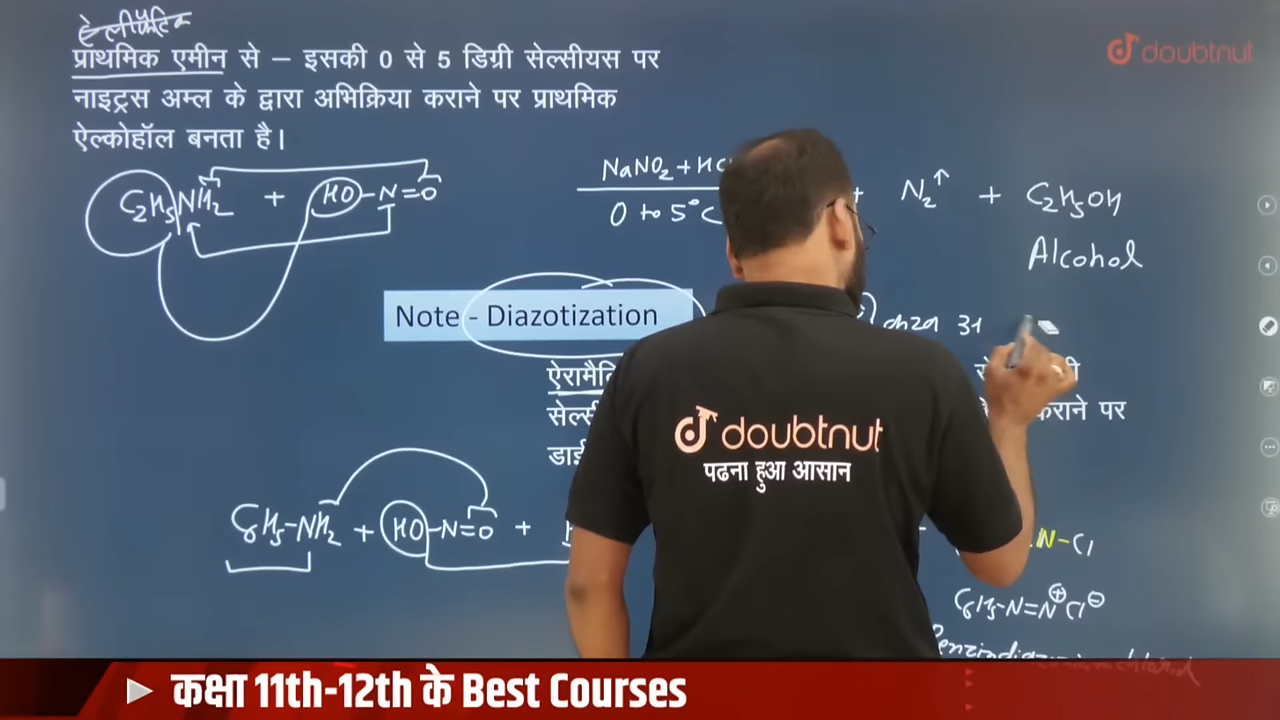 ऐलीफैटिक
doubtnut
प्राथमिक एमीन से – इसकी 0 से 5 डिग्री सेल्सीयस पर
नाइट्रस अम्ल के द्वारा अभिक्रिया कराने पर प्राथमिक
ऐल्कोहॉल बनता है।
C₂H₅NH₂ + HO–N=O NaNO₂+HC + N₂↑ + C₂H₅OH
0 to 5°C
Alcohol
Note - Diazotization
सेल्
कराने पर
डाई
doubtnut
पढना हुआ आसान
C₆H₅–NH₂ + HO–N=O + N–Cl
C₆H₅–N=N⊕Cl⊖
कक्षा 11th-12th के Best Courses